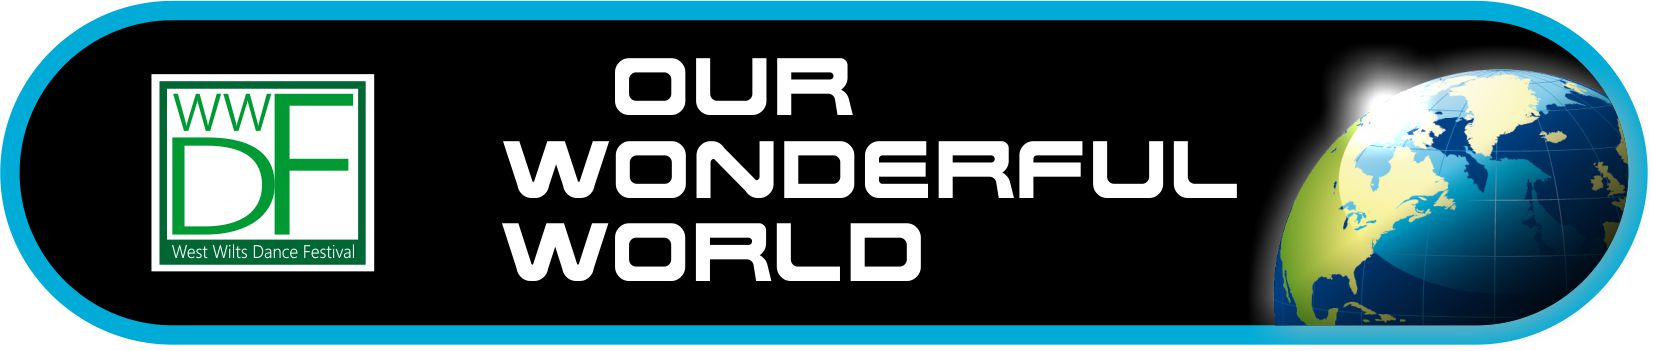 WW
DF
West Wilts Dance Festival
OUR
WONDERFUL
WORLD